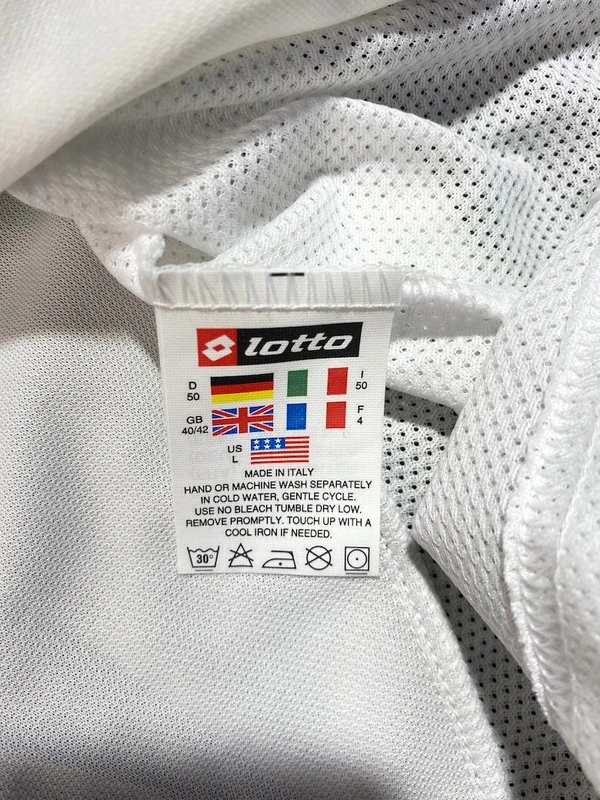 lotto
D 50 I 50
GB 40/42 F 4
US L
MADE IN ITALY
HAND OR MACHINE WASH SEPARATELY
IN COLD WATER, GENTLE CYCLE.
USE NO BLEACH TUMBLE DRY LOW.
REMOVE PROMPTLY. TOUCH UP WITH A
COOL IRON IF NEEDED.
30°